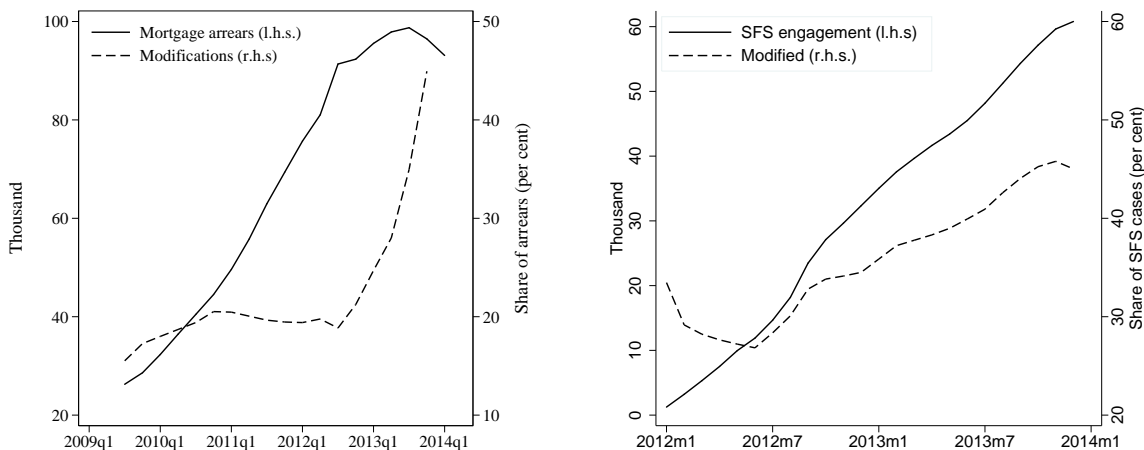 Mortgage arrears (l.h.s.)
Modifications (r.h.s)
100
80
60
40
20
Thousand
50
40
30
20
10
Share of arrears (per cent)
2009q1 2010q1 2011q1 2012q1 2013q1 2014q1
SFS engagement (l.h.s)
Modified (r.h.s.)
60
50
40
30
20
10
0
Thousand
60
50
40
30
20
Share of SFS cases (per cent)
2012m1 2012m7 2013m1 2013m7 2014m1